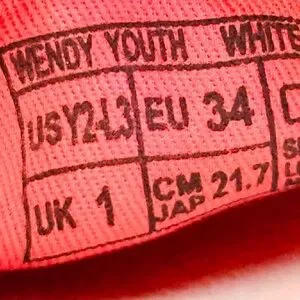 WENDY YOUTH WHITE
USY2-L3 EU 34
UK 1 CM JAP 21.7